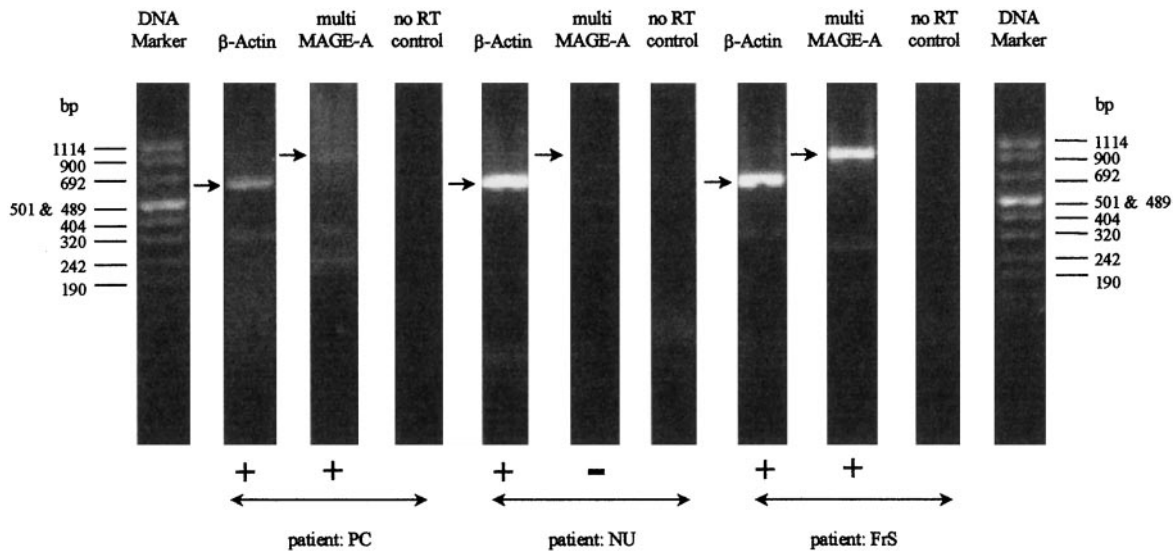 DNA Marker
β-Actin
multi MAGE-A
no RT control
β-Actin
multi MAGE-A
no RT control
β-Actin
multi MAGE-A
no RT control
DNA Marker
bp
1114
900
692
501 & 489
404
320
242
190
bp
1114
900
692
501 & 489
404
320
242
190
+ + + - + +
patient: PC
patient: NU
patient: FrS